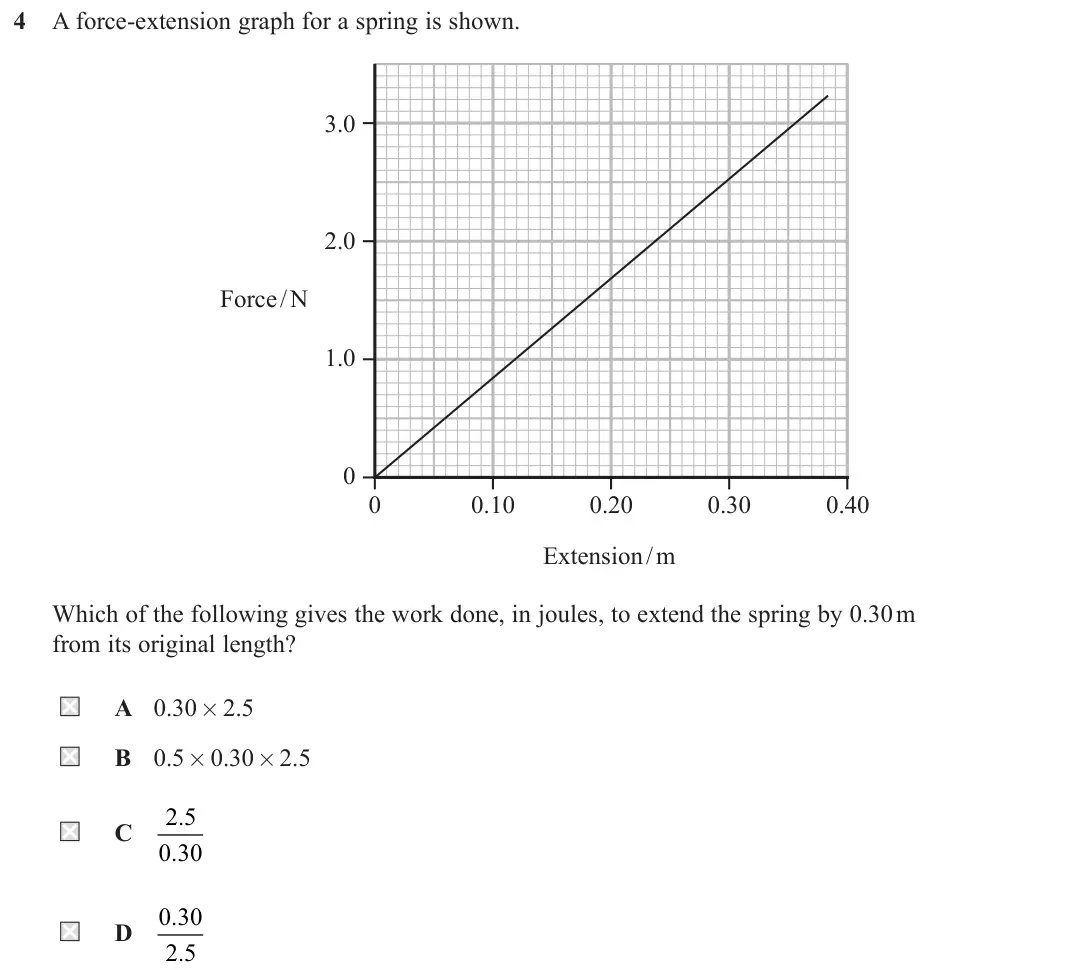 4 A force-extension graph for a spring is shown.
3.0
2.0
Force/N
1.0
0
0 0.10 0.20 0.30 0.40
Extension/m
Which of the following gives the work done, in joules, to extend the spring by 0.30 m
from its original length?
A 0.30 × 2.5
B 0.5 × 0.30 × 2.5
C 2.5
0.30
D 0.30
2.5